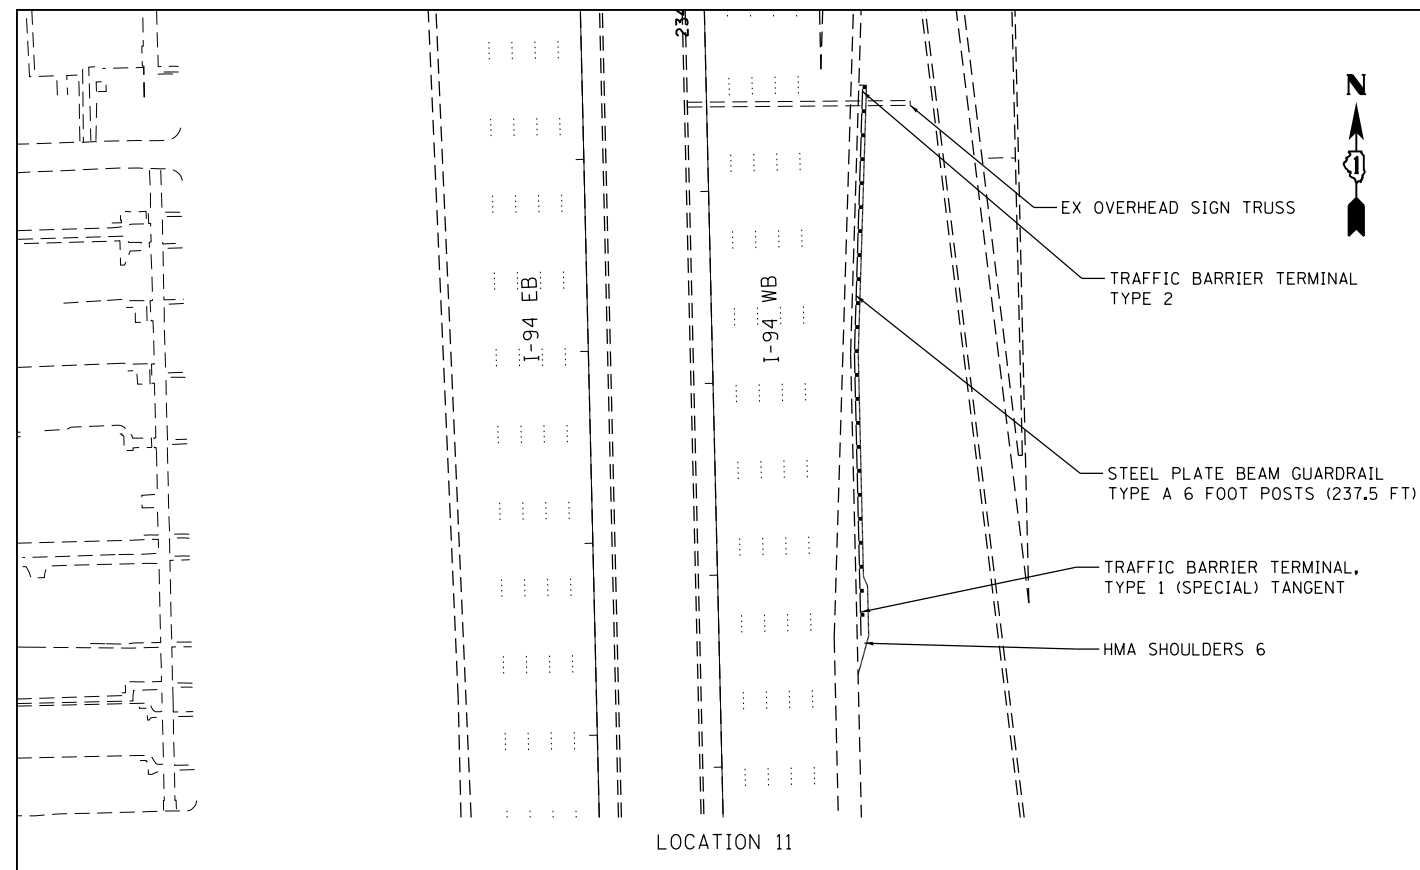 N
1
EX OVERHEAD SIGN TRUSS
TRAFFIC BARRIER TERMINAL
TYPE 2
I-94 EB
I-94 WB
STEEL PLATE BEAM GUARDRAIL
TYPE A 6 FOOT POSTS (237.5 FT)
TRAFFIC BARRIER TERMINAL,
TYPE 1 (SPECIAL) TANGENT
HMA SHOULDERS 6
LOCATION 11